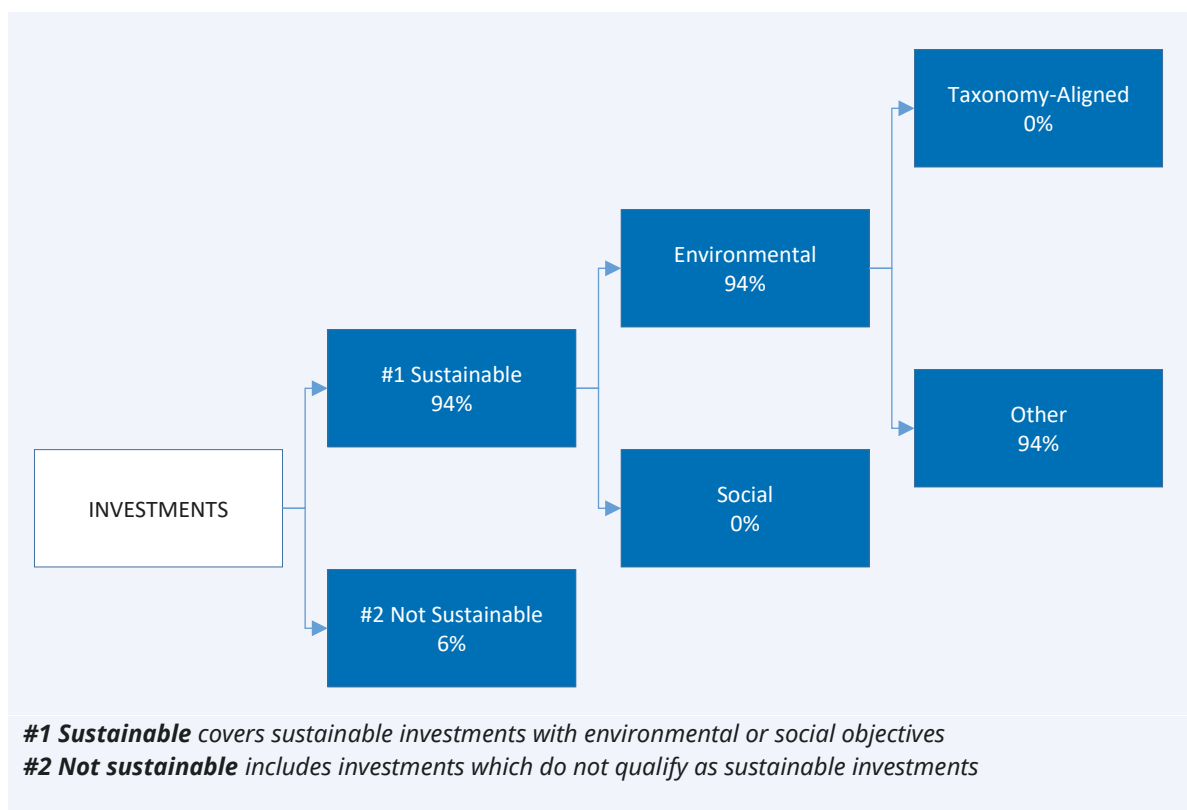 Taxonomy-Aligned
0%
Environmental
94%
#1 Sustainable
94%
Other
94%
INVESTMENTS
Social
0%
#2 Not Sustainable
6%
#1 Sustainable covers sustainable investments with environmental or social objectives
#2 Not sustainable includes investments which do not qualify as sustainable investments